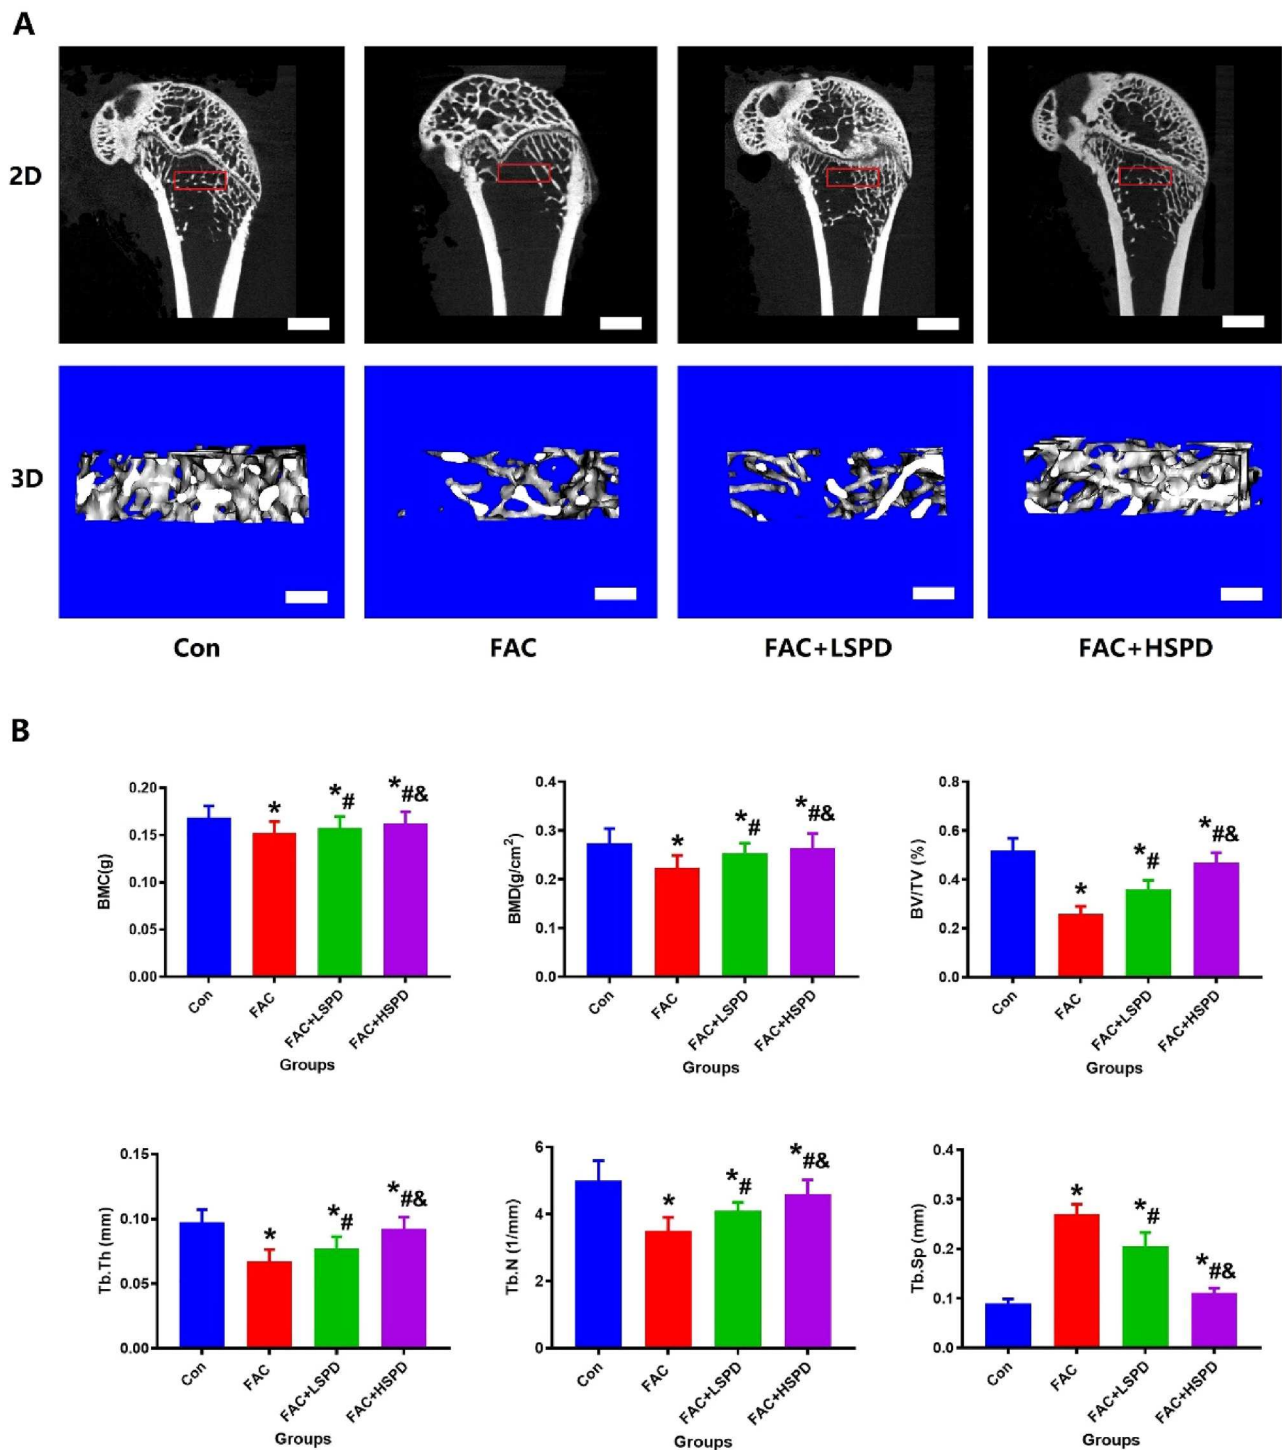 A
2D
3D
Con
FAC
FAC+LSPD
FAC+HSPD
B
BMC(g)
0.20
0.15
0.10
0.05
0.00
*
*#
*#&
Con
FAC
FAC+LSPD
FAC+HSPD
Groups
BMD(g/cm²)
0.4
0.3
0.2
0.1
0.0
*
*#
*#&
Con
FAC
FAC+LSPD
FAC+HSPD
Groups
BV/TV (%)
0.8
0.6
0.4
0.2
0.0
*
*#
*#&
Con
FAC
FAC+LSPD
FAC+HSPD
Groups
Tb.Th (mm)
0.15
0.10
0.05
0.00
*
*#
*#&
Con
FAC
FAC+LSPD
FAC+HSPD
Groups
Tb.N (1/mm)
6
4
2
0
*
*#
*#&
Con
FAC
FAC+LSPD
FAC+HSPD
Groups
Tb.Sp (mm)
0.4
0.3
0.2
0.1
0.0
*
*#
*#&
Con
FAC
FAC+LSPD
FAC+HSPD
Groups